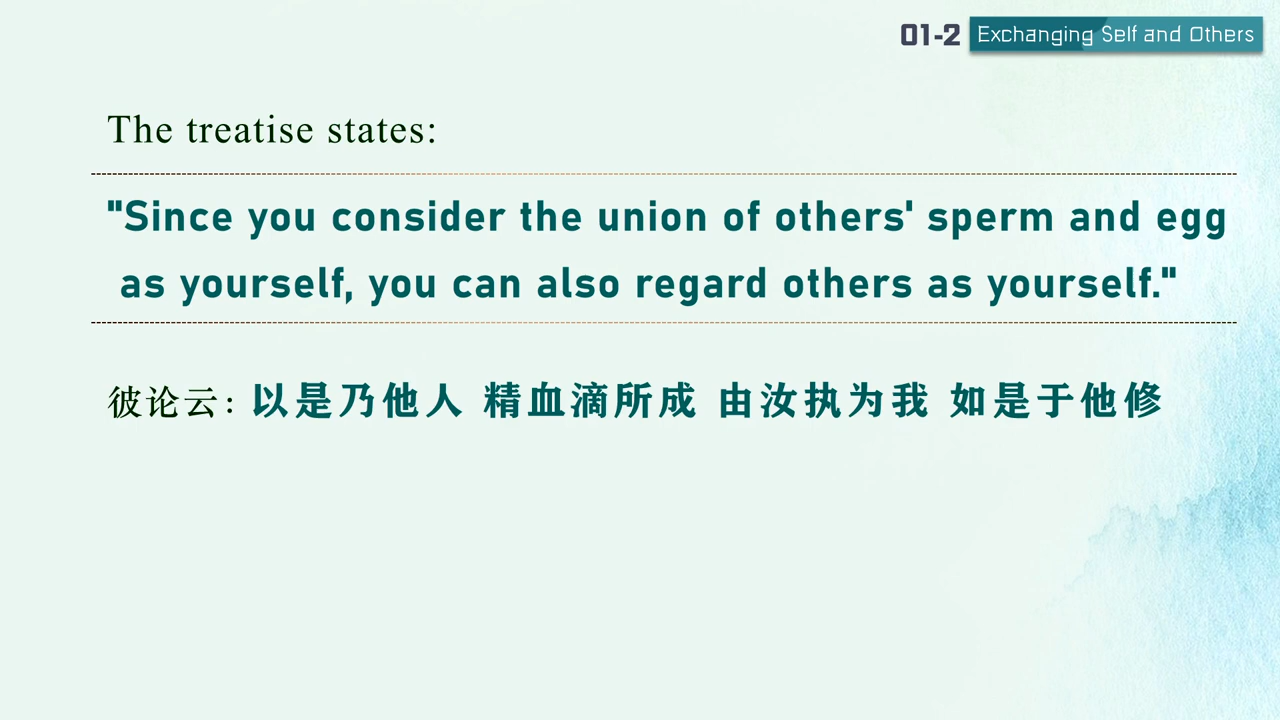 01-2 Exchanging Self and Others
The treatise states:
"Since you consider the union of others' sperm and egg
as yourself, you can also regard others as yourself."
彼论云：以是乃他人 精血滴所成 由汝执为我 如是于他修